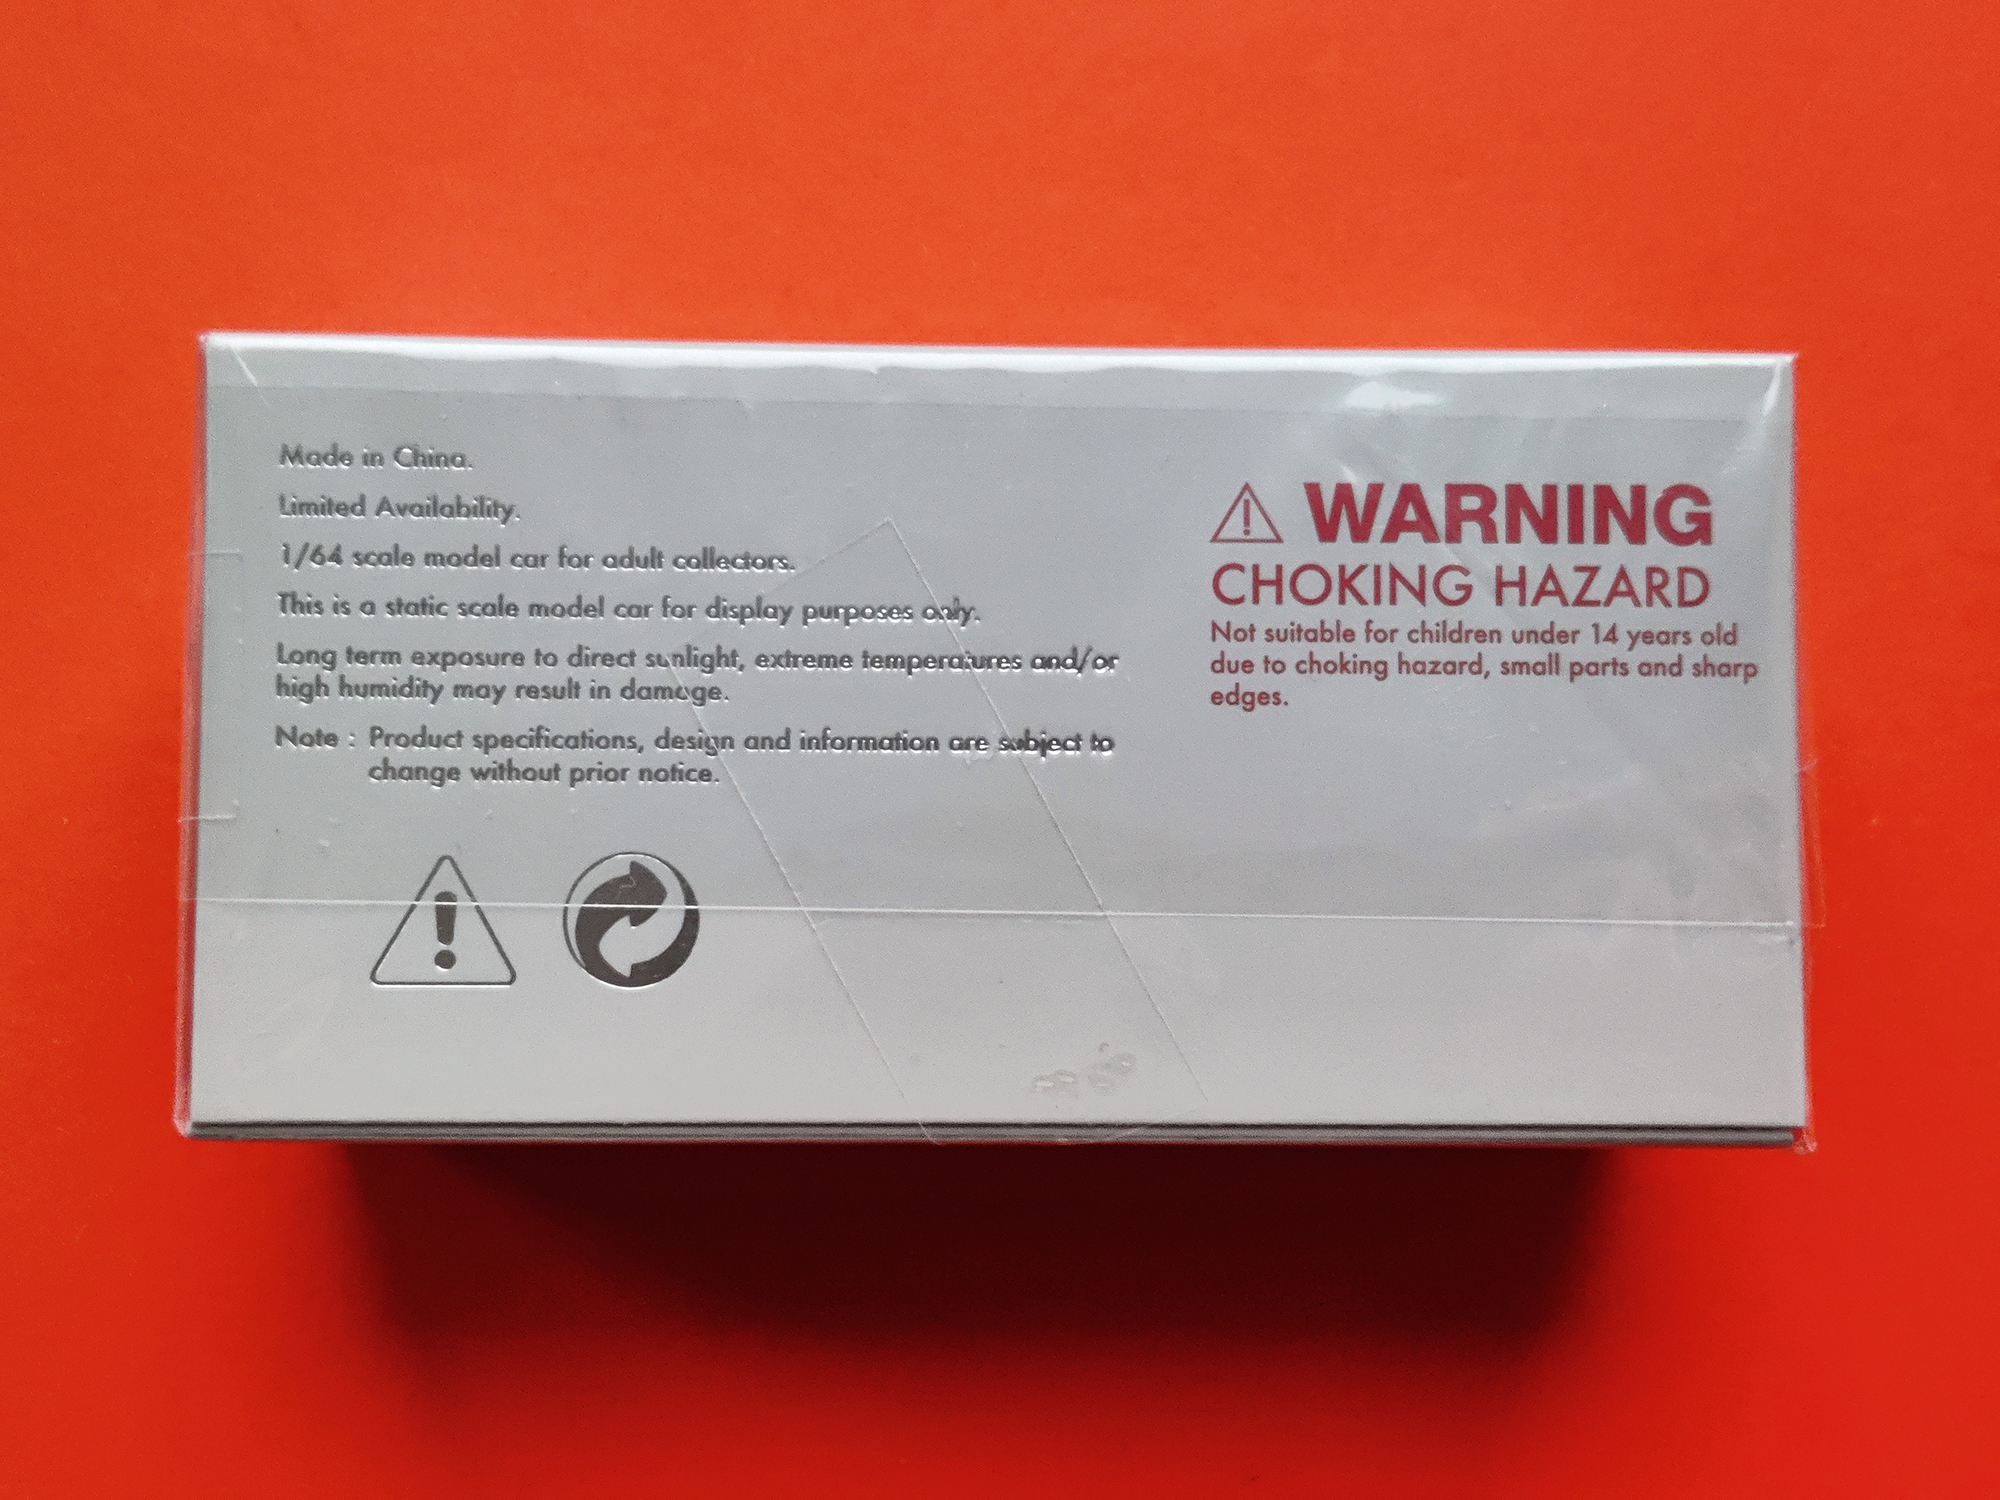 Made in China.
Limited Availability.
1/64 scale model car for adult collectors.
This is a static scale model car for display purposes only.
Long term exposure to direct sunlight, extreme temperatures and/or
high humidity may result in damage.
Note : Product specifications, design and information are subject to
change without prior notice.
WARNING
CHOKING HAZARD
Not suitable for children under 14 years old
due to choking hazard, small parts and sharp
edges.